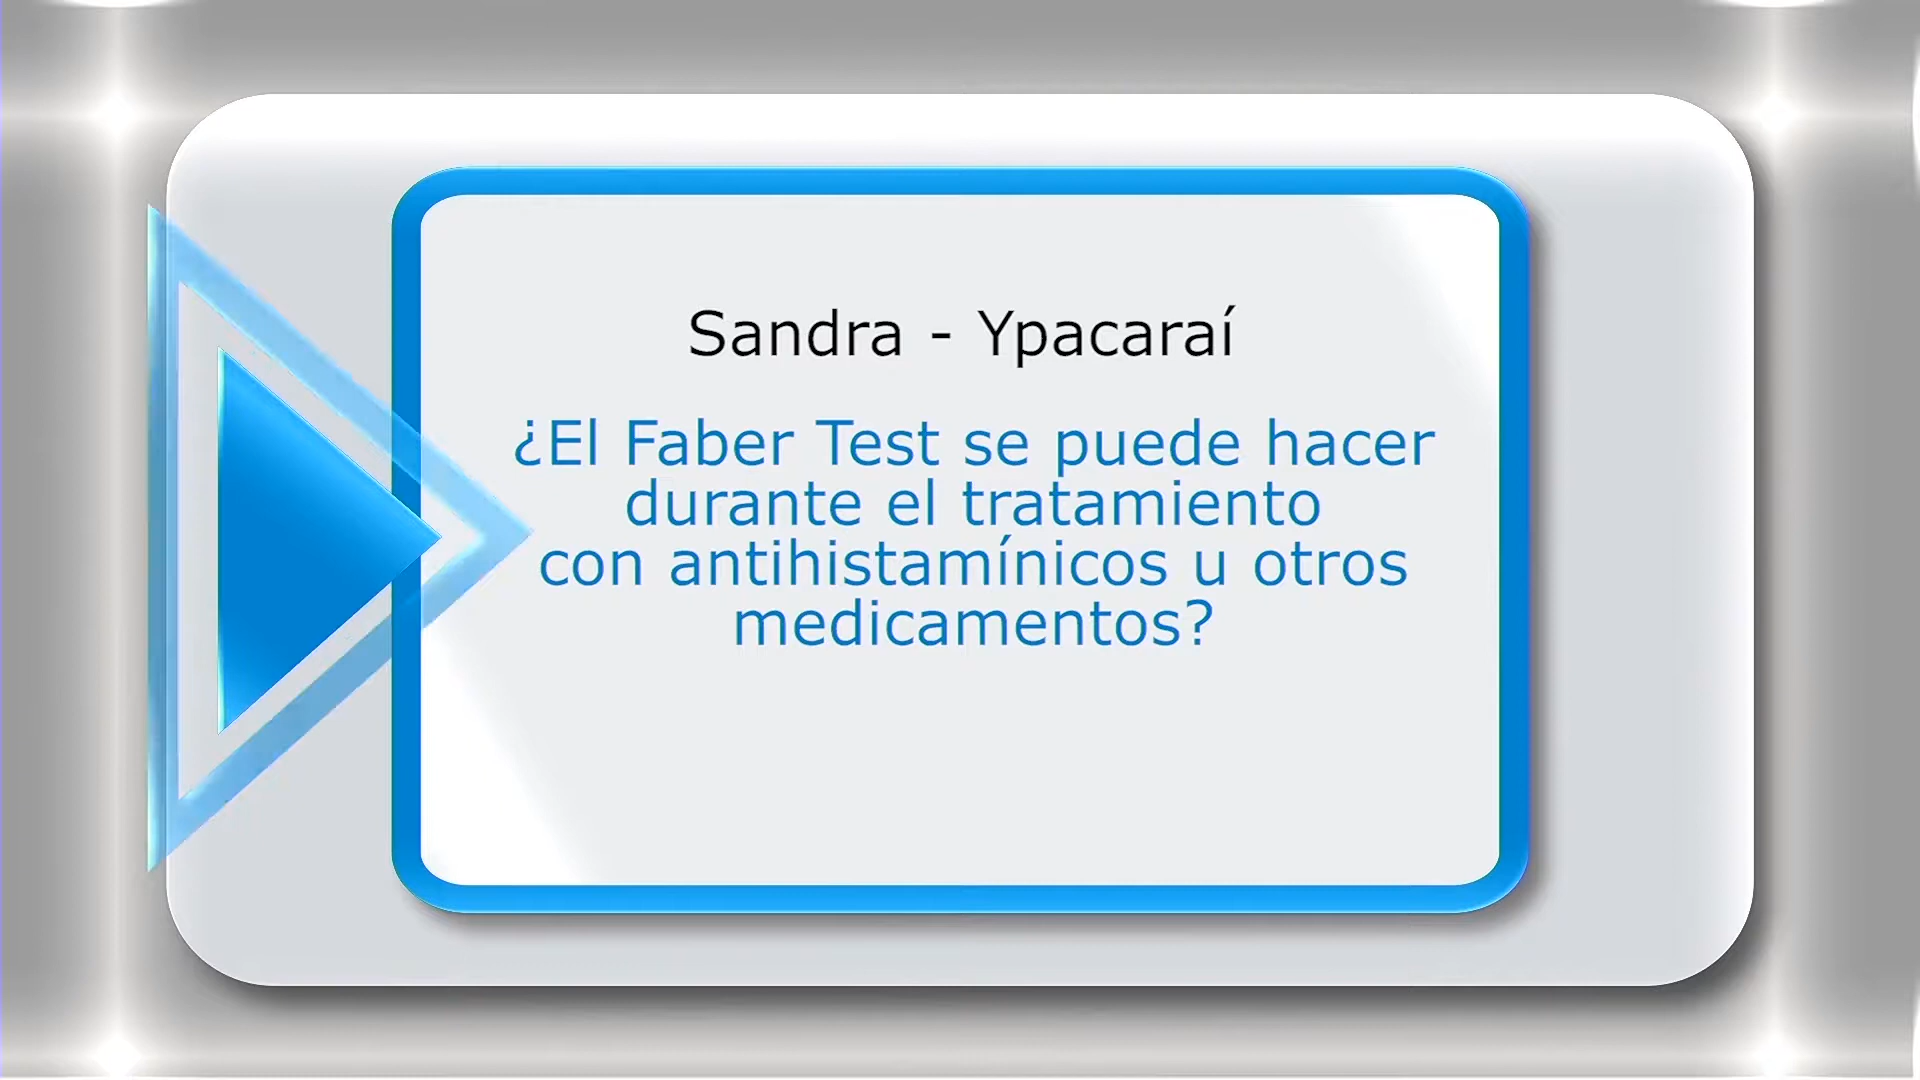 Sandra - Ypacaraí
¿El Faber Test se puede hacer
durante el tratamiento
con antihistamínicos u otros
medicamentos?